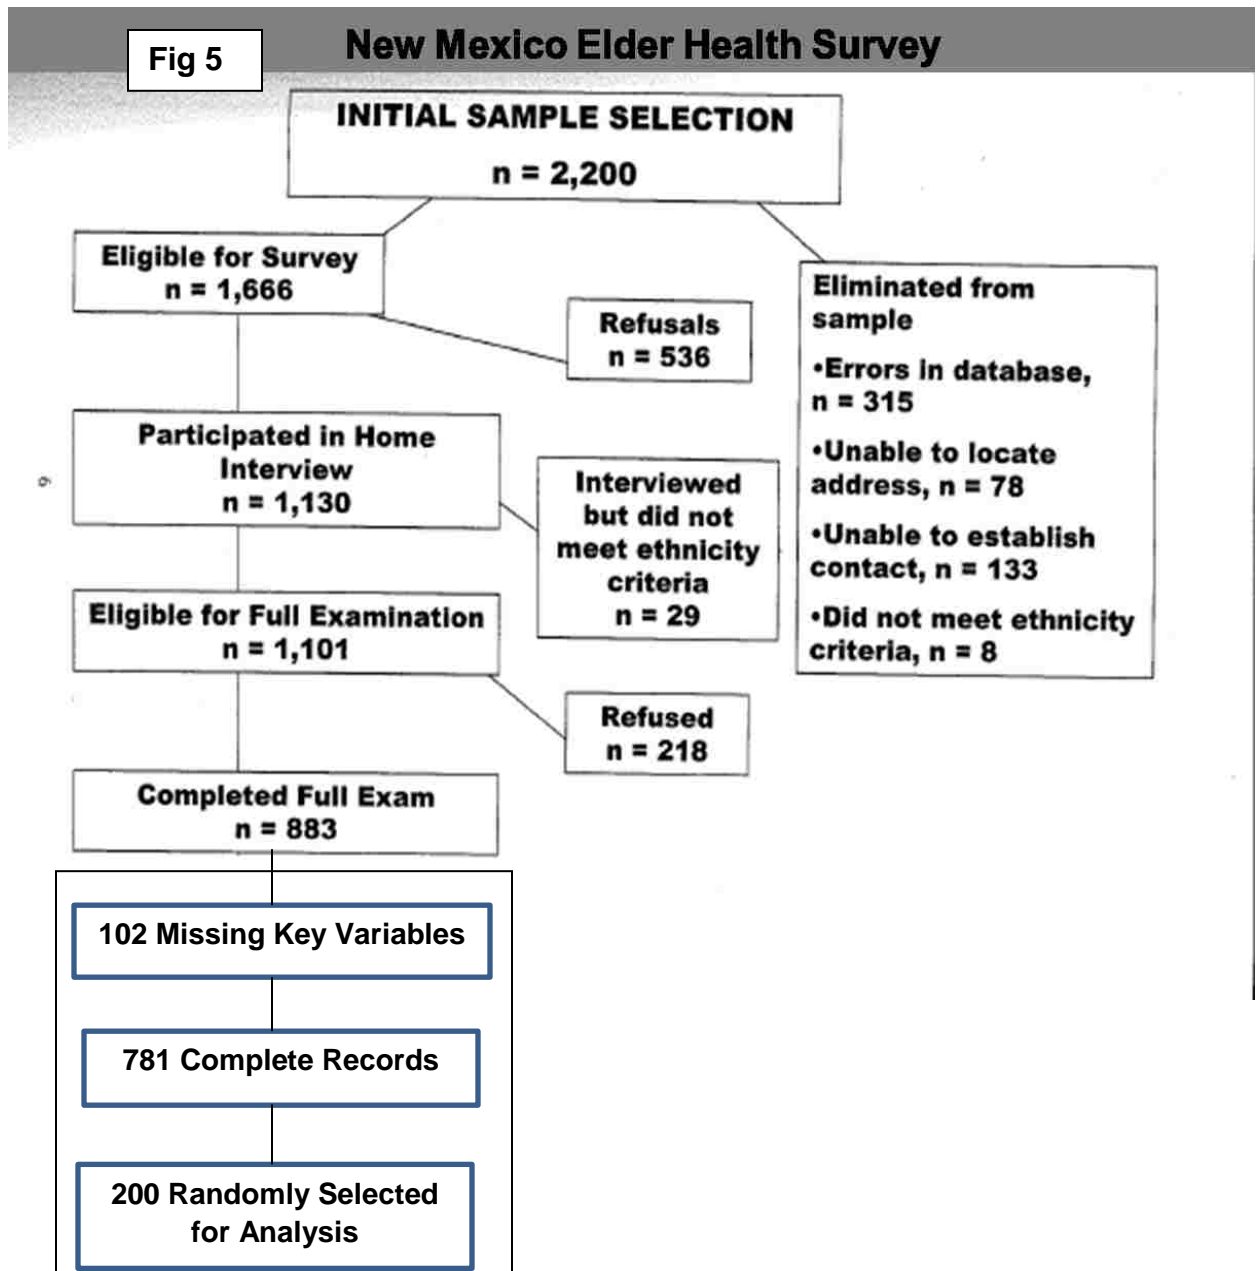 Fig 5
New Mexico Elder Health Survey
INITIAL SAMPLE SELECTION
n = 2,200
Eligible for Survey
n = 1,666
Refusals
n = 536
Eliminated from
sample
•Errors in database,
n = 315
•Unable to locate
address, n = 78
•Unable to establish
contact, n = 133
•Did not meet ethnicity
criteria, n = 8
Participated in Home
Interview
n = 1,130
Interviewed
but did not
meet ethnicity
criteria
n = 29
Eligible for Full Examination
n = 1,101
Refused
n = 218
Completed Full Exam
n = 883
102 Missing Key Variables
781 Complete Records
200 Randomly Selected
for Analysis